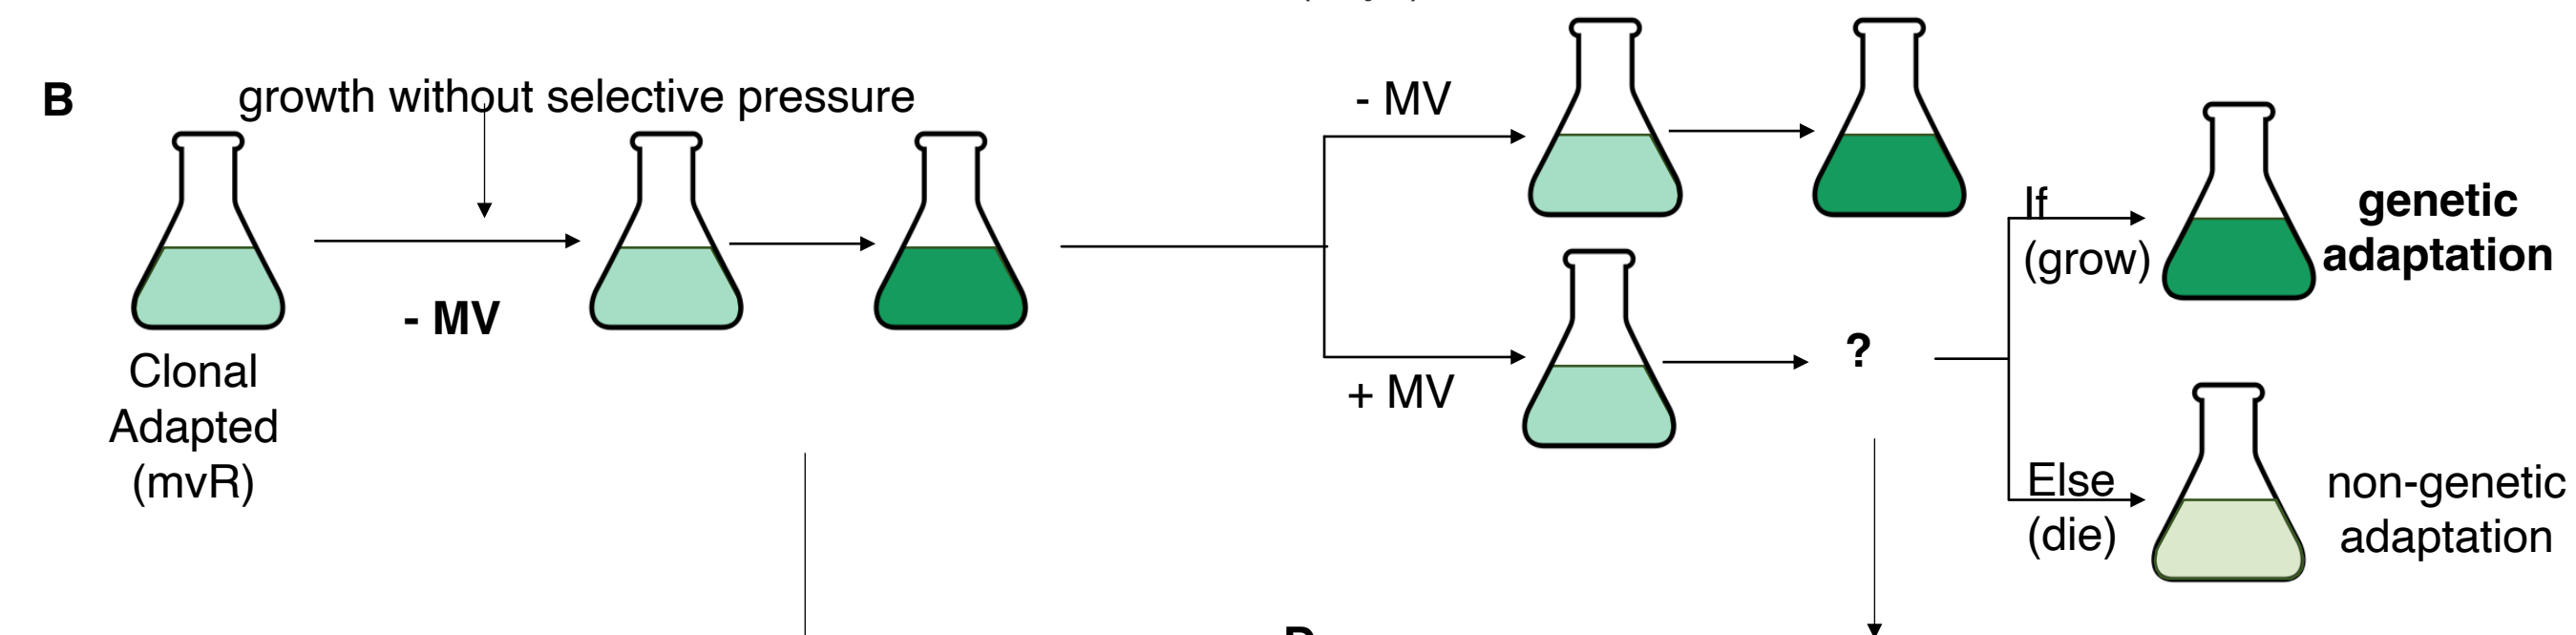 B
growth without selective pressure
- MV
Clonal
Adapted
(mvR)
- MV
+ MV
?
If
(grow)
genetic
adaptation
Else
(die)
non-genetic
adaptation